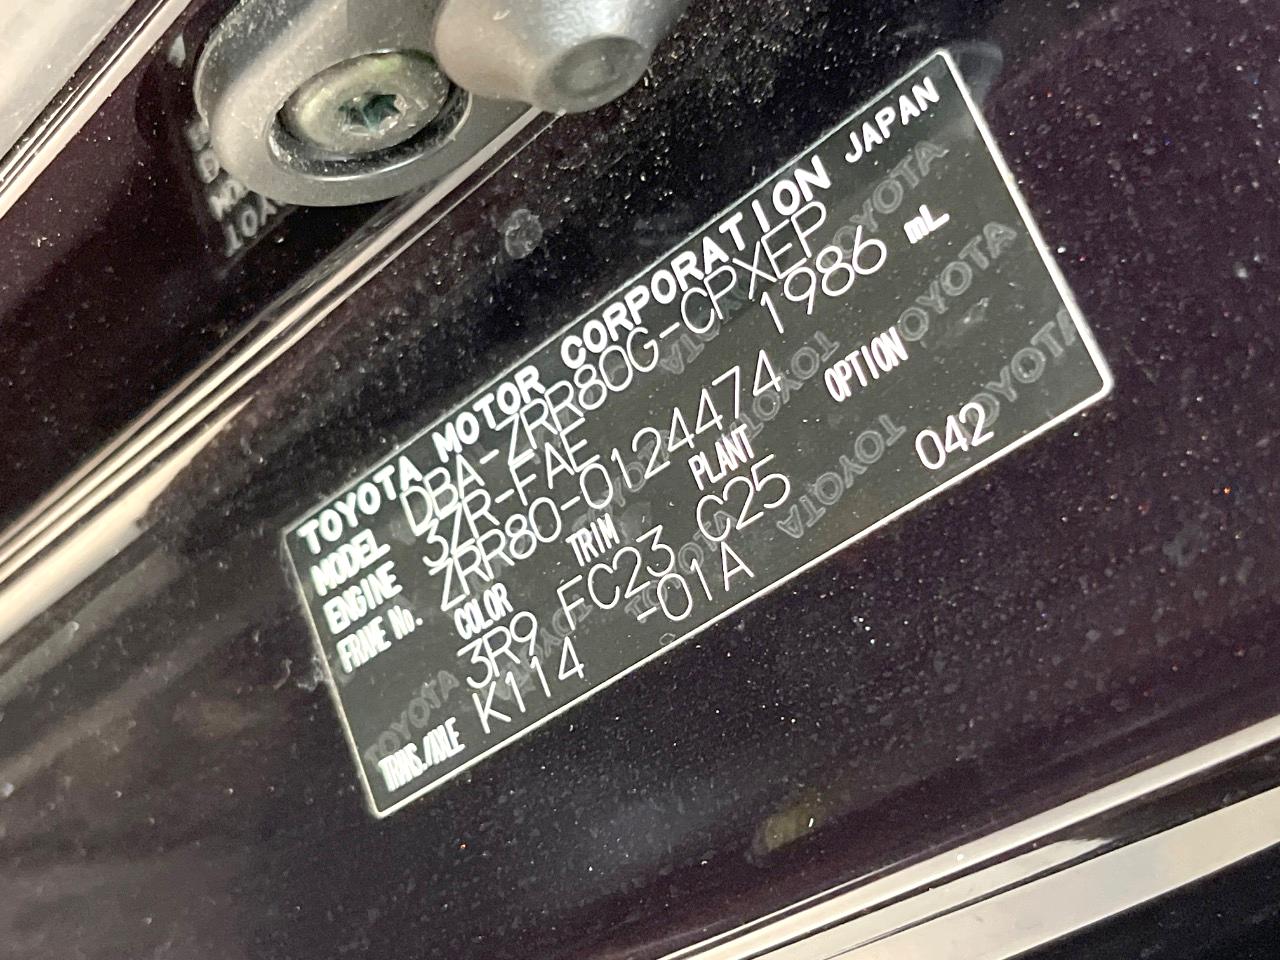 TOYOTA MOTOR CORPORATION JAPAN
MODEL DBA-ZRR80G-CPXEP
ENGINE 3ZR-FAE 1986 mL
FRAME No. ZRR80-0124474
COLOR TRIM PLANT OPTION
3R9 FC23 C25 042
TRANS./AXLE K114 -01A